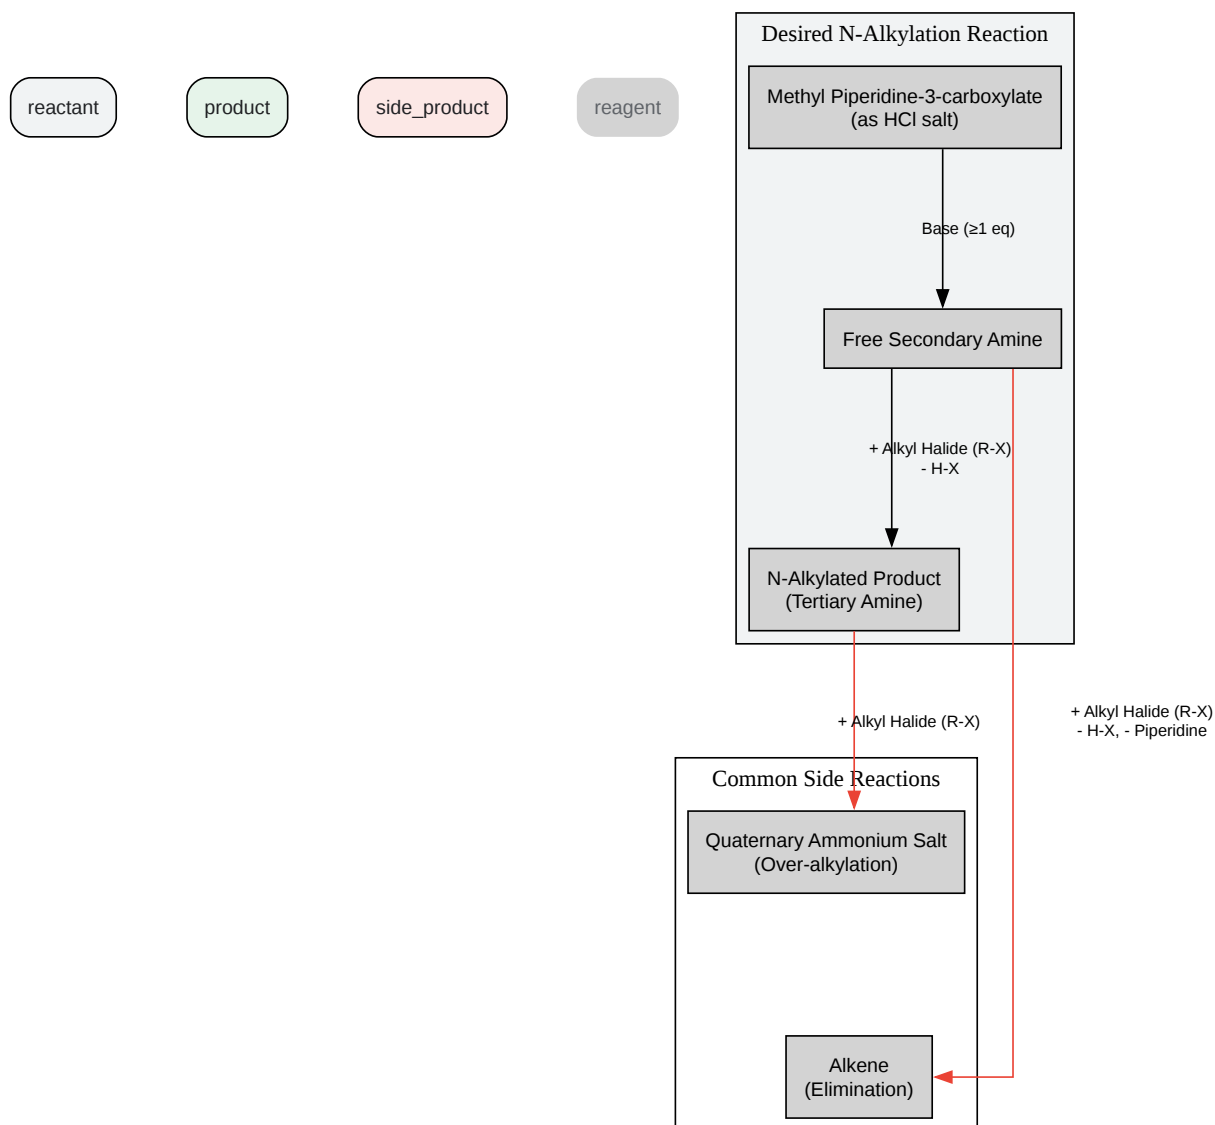 Desired N-Alkylation Reaction
reactant
product
side_product
reagent
Methyl Piperidine-3-carboxylate
(as HCl salt)
Base (≥1 eq)
Free Secondary Amine
+ Alkyl Halide (R-X)
- H-X
N-Alkylated Product
(Tertiary Amine)
+ Alkyl Halide (R-X)
+ Alkyl Halide (R-X)
- H-X, - Piperidine
Common Side Reactions
Quaternary Ammonium Salt
(Over-alkylation)
Alkene
(Elimination)